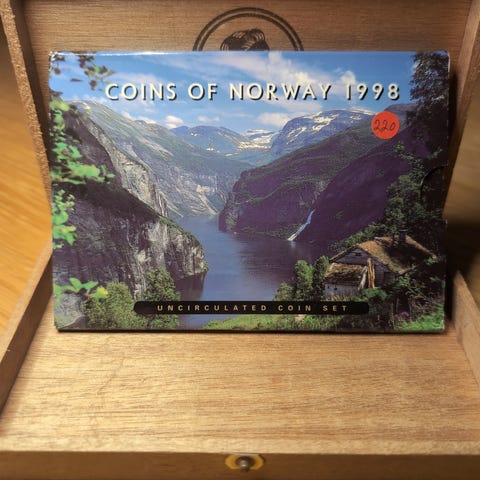 COINS OF NORWAY 1998
220
UNCIRCULATED COIN SET